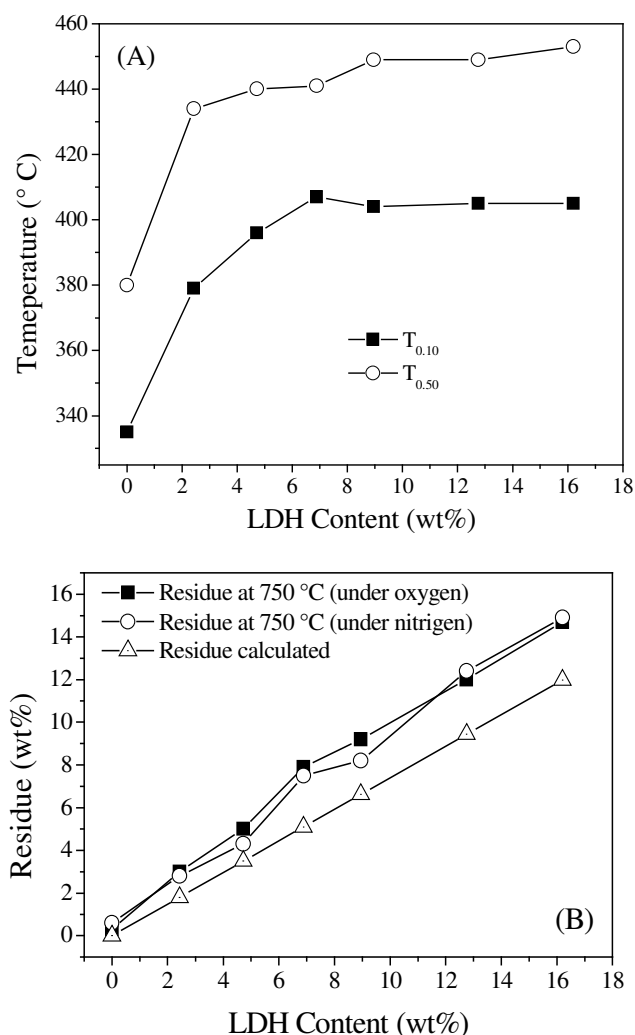 460
(A)
440
420
400
380
360
340
Temeperature (° C)
T0.10
T0.50
0 2 4 6 8 10 12 14 16 18
LDH Content (wt%)
16
14
12
10
8
6
4
2
0
Residue (wt%)
Residue at 750 °C (under oxygen)
Residue at 750 °C (under nitrigen)
Residue calculated
(B)
0 2 4 6 8 10 12 14 16 18
LDH Content (wt%)